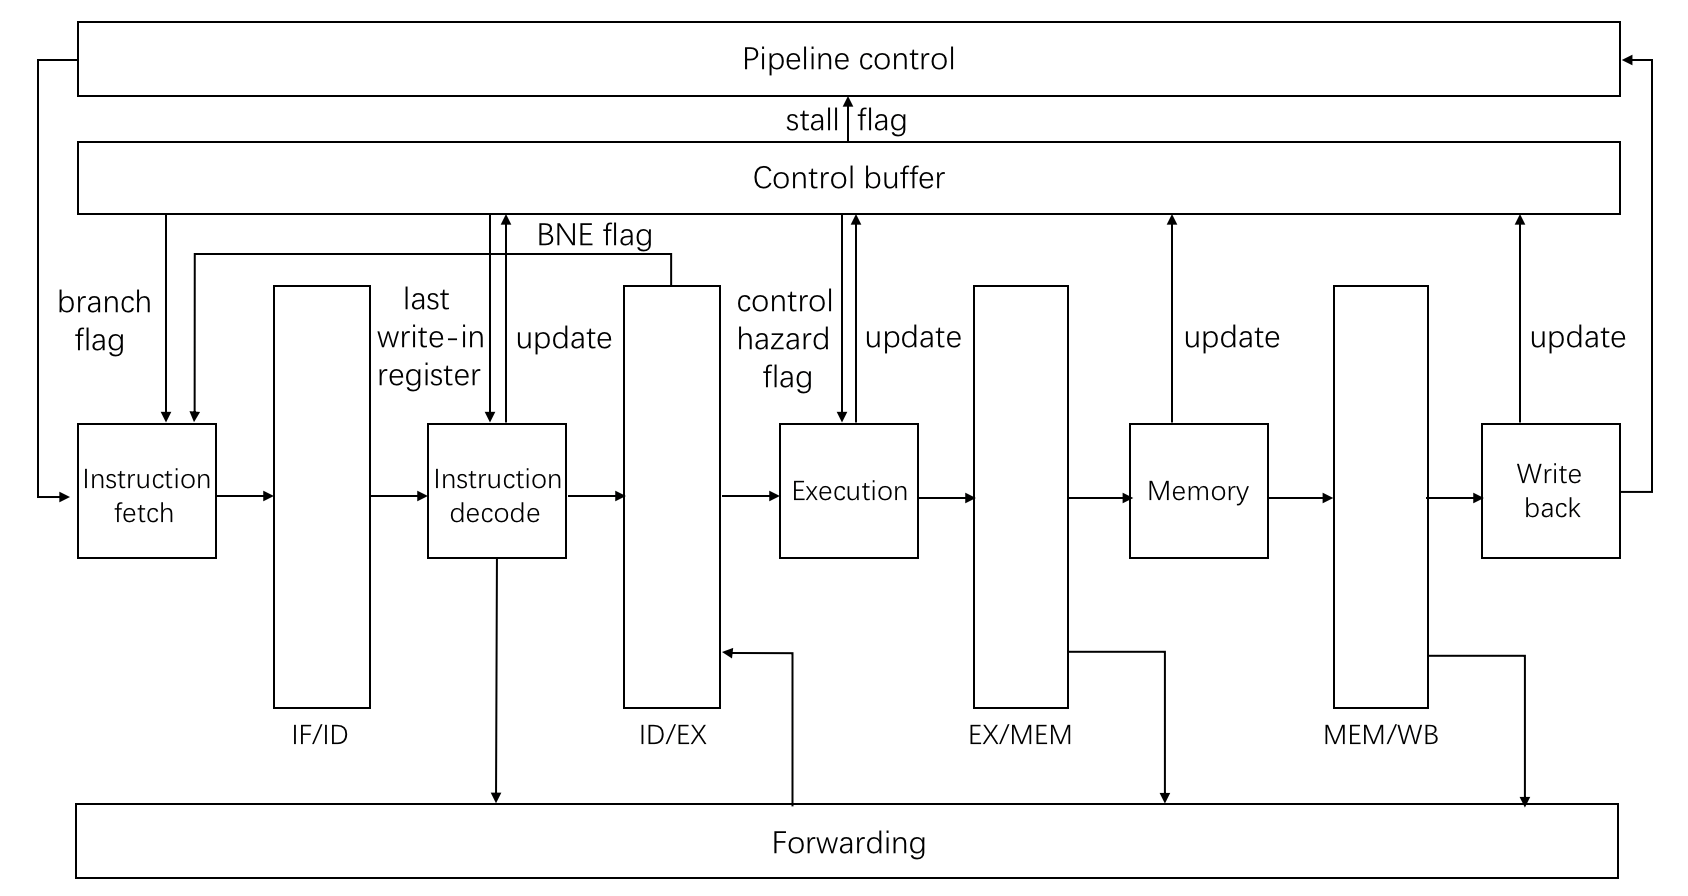 Pipeline control
stall flag
Control buffer
BNE flag
branch
flag
last
write-in
register
update
control
hazard
flag
update
update
update
Instruction
fetch
Instruction
decode
Execution
Memory
Write
back
IF/ID
ID/EX
EX/MEM
MEM/WB
Forwarding